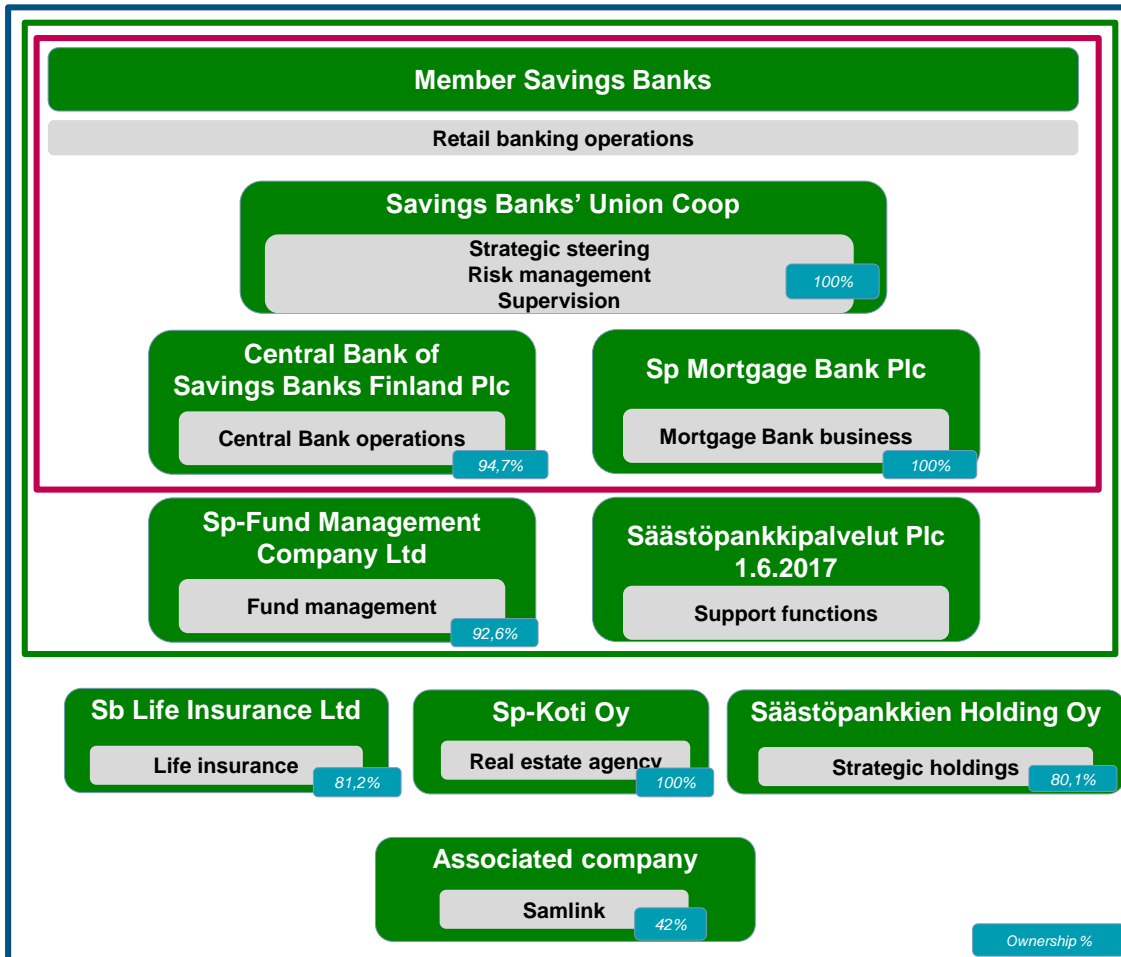 Member Savings Banks
Retail banking operations
Savings Banks’ Union Coop
Strategic steering
Risk management
Supervision
100%
Central Bank of
Savings Banks Finland Plc
Central Bank operations
94,7%
Sp Mortgage Bank Plc
Mortgage Bank business
100%
Sp-Fund Management
Company Ltd
Fund management
92,6%
Säästöpankkipalvelut Plc
1.6.2017
Support functions
Sb Life Insurance Ltd
Life insurance
81,2%
Sp-Koti Oy
Real estate agency
100%
Säästöpankkien Holding Oy
Strategic holdings
80,1%
Associated company
Samlink
42%
Ownership %